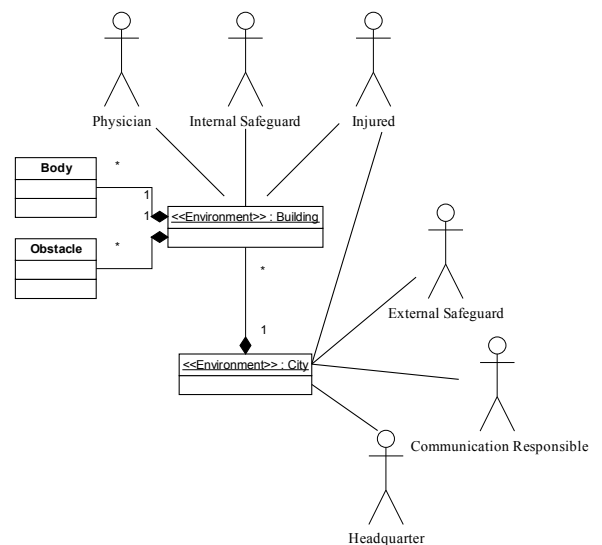 Physician
Internal Safeguard
Injured
Body
*
1
1
<<Environment>> : Building
Obstacle
*
*
External Safeguard
1
<<Environment>> : City
Communication Responsible
Headquarter